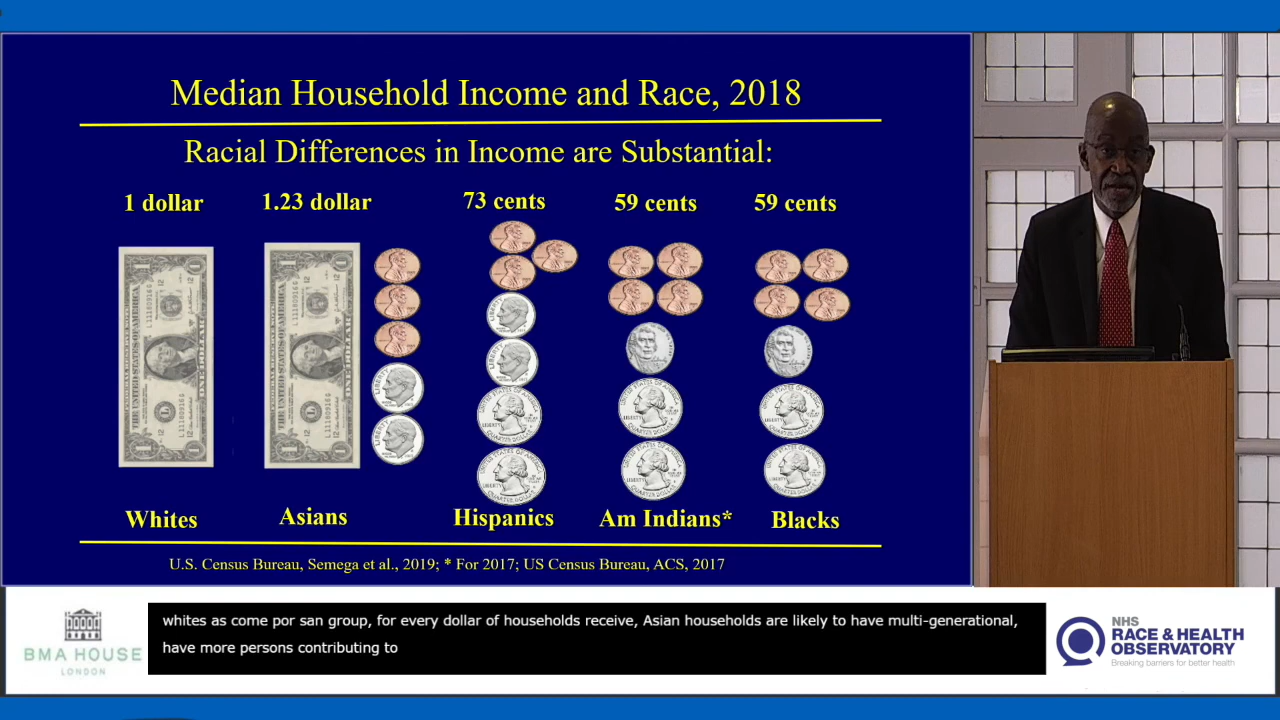 Median Household Income and Race, 2018
Racial Differences in Income are Substantial:
1 dollar 1.23 dollar 73 cents 59 cents 59 cents
Whites Asians Hispanics Am Indians* Blacks
U.S. Census Bureau, Semega et al., 2019; * For 2017; US Census Bureau, ACS, 2017
whites as come por san group, for every dollar of households receive, Asian households are likely to have multi-generational,
have more persons contributing to
BMA HOUSE
LONDON
NHS
RACE & HEALTH
OBSERVATORY
Breaking barriers for better health